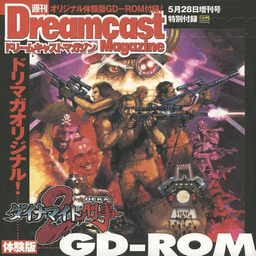 週刊
オリジナル体験版GD-ROM付録!
Dreamcast
ドリームキャストマガジン
Magazine
5月28日増刊号
特別付録
ドリマガオリジナル!
ダイナマイト刑事2
DEKA
体験版
GD-ROM